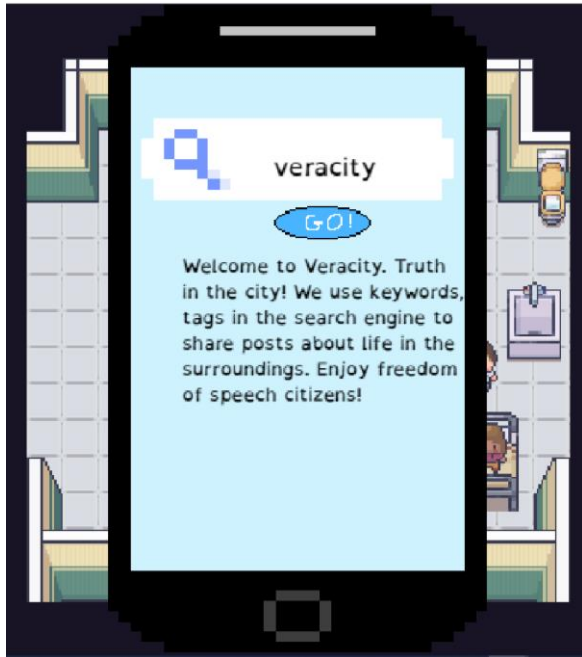 veracity
GO!
Welcome to Veracity. Truth
in the city! We use keywords,
tags in the search engine to
share posts about life in the
surroundings. Enjoy freedom
of speech citizens!